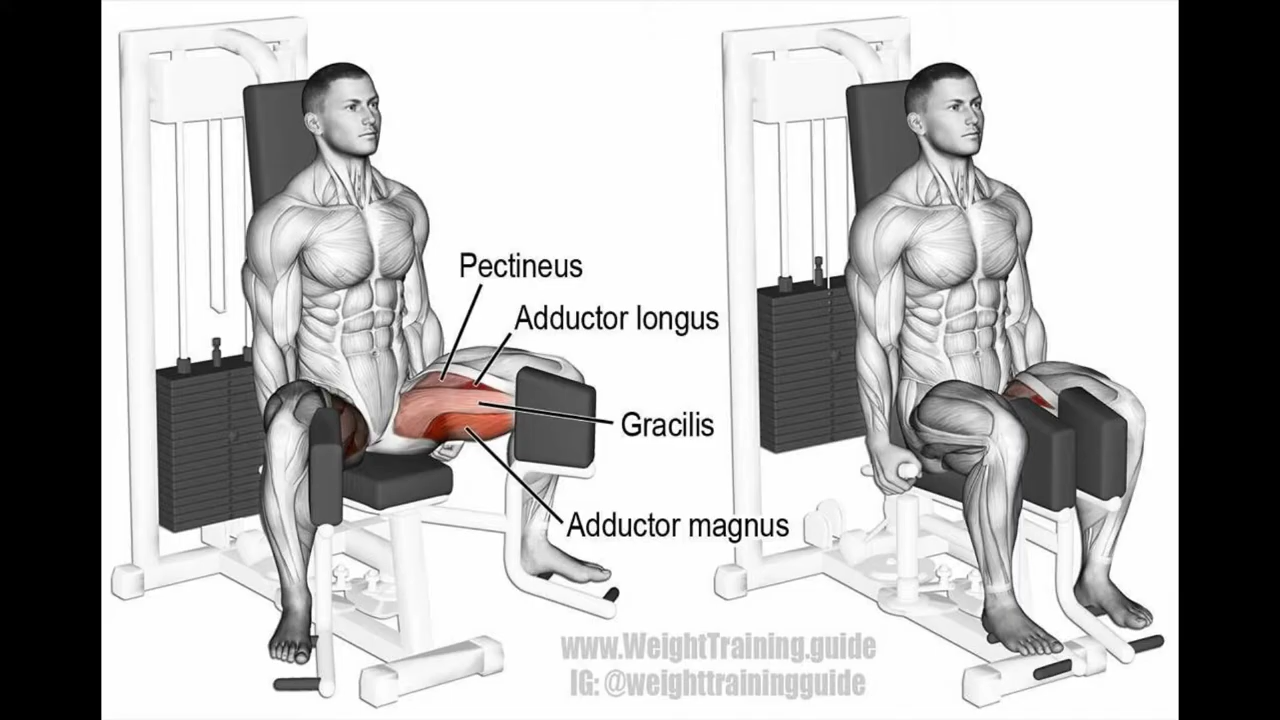 Pectineus
Adductor longus
Gracilis
Adductor magnus
www.WeightTraining.guide
IG: @weighttrainingguide